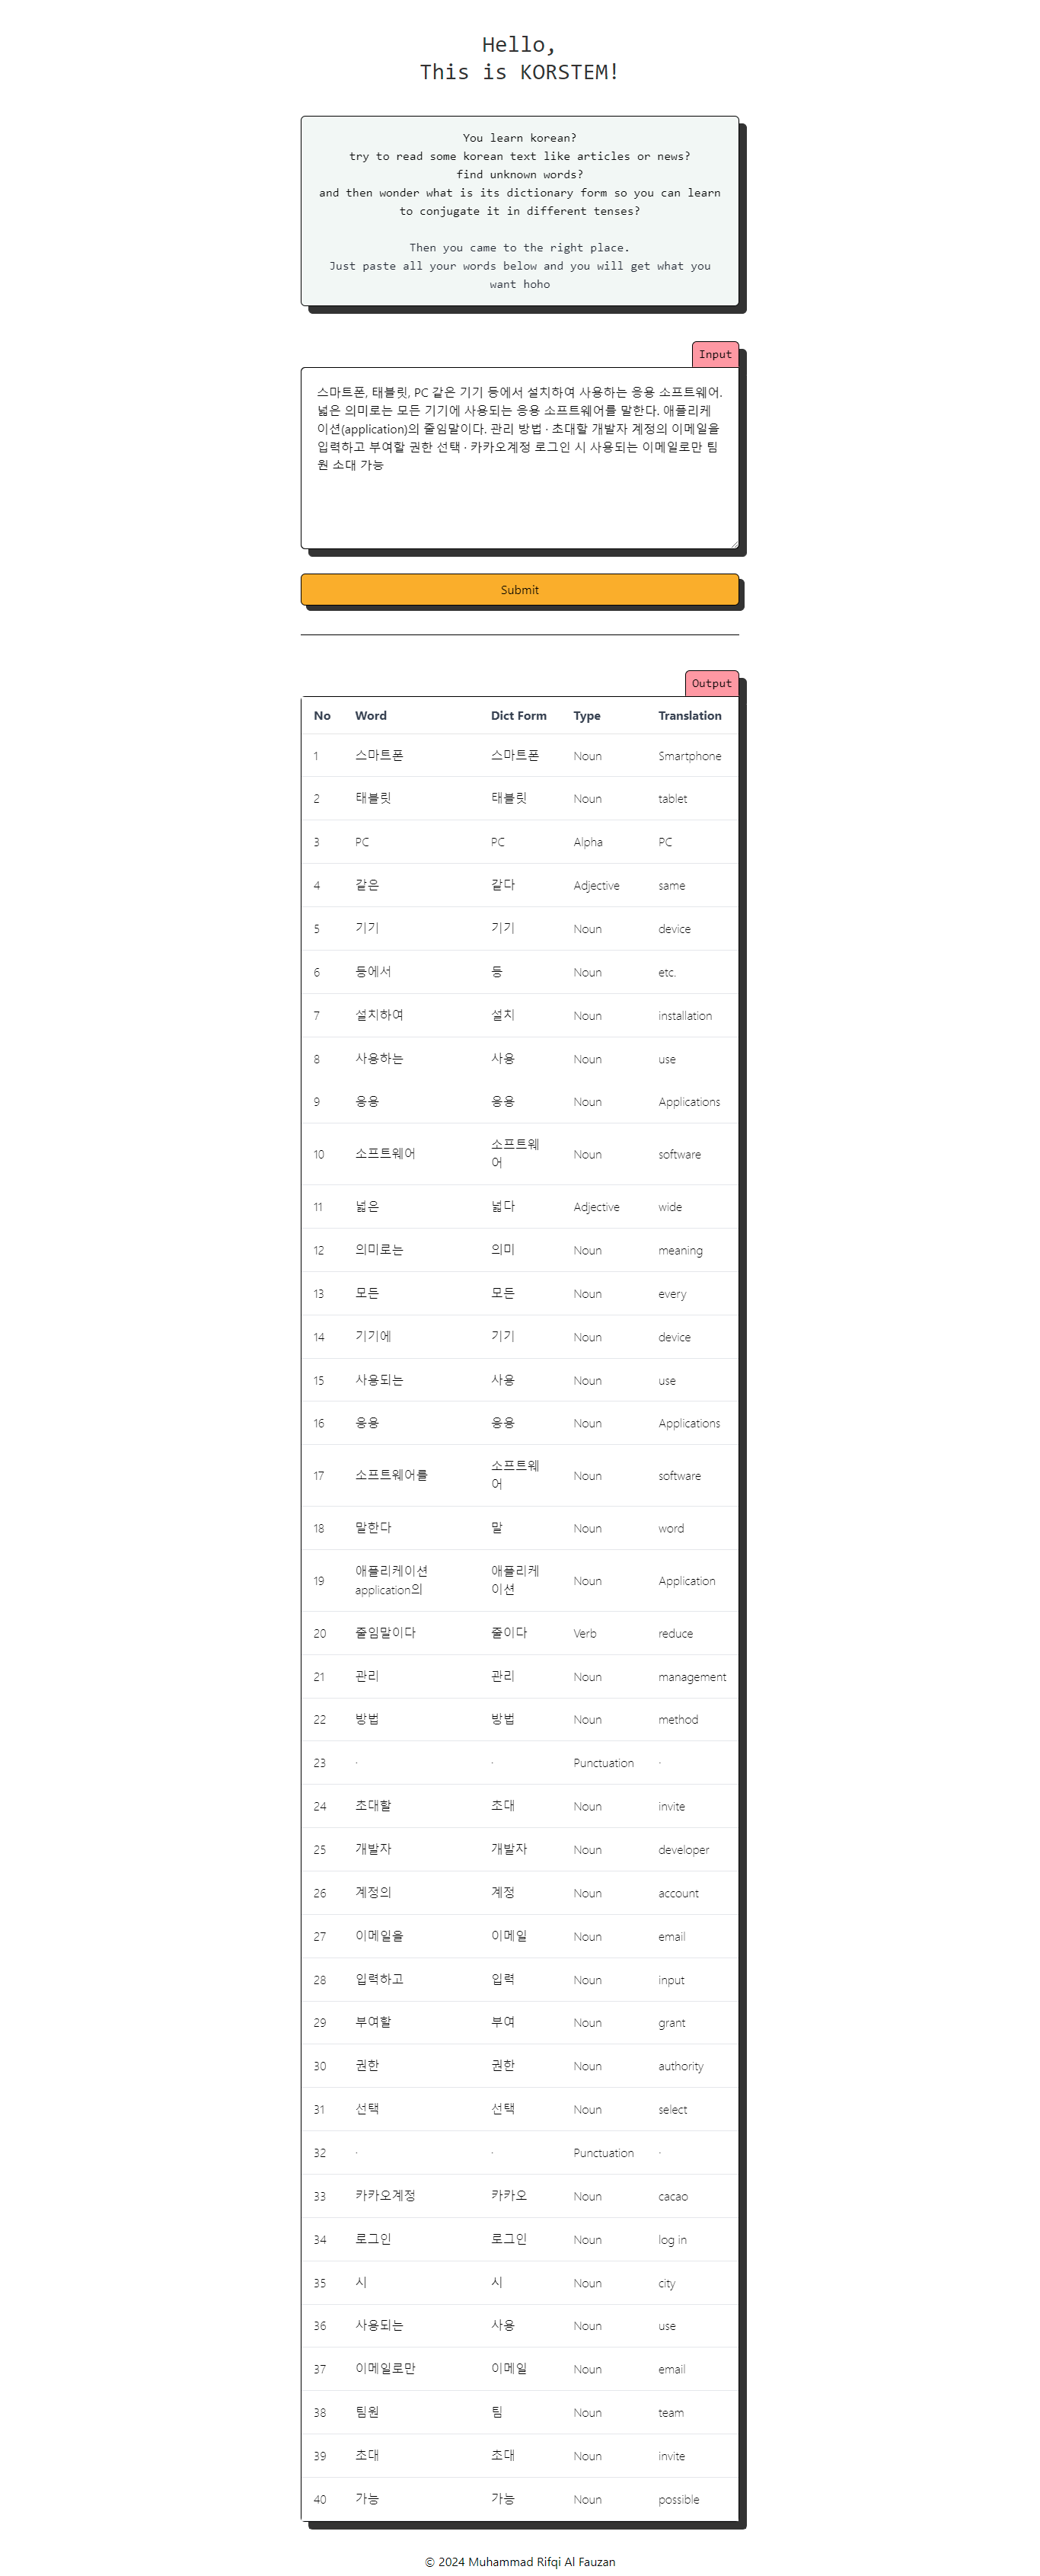 Hello,
This is KORSTEM!
You learn korean?
try to read some korean text like articles or news?
find unknown words?
and then wonder what is its dictionary form so you can learn
to conjugate it in different tenses?
Then you came to the right place.
Just paste all your words below and you will get what you
want hoho
Input
스마트폰, 태블릿, PC 같은 기기 등에서 설치하여 사용하는 응용 소프트웨어.
넓은 의미로는 모든 기기에 사용되는 응용 소프트웨어를 말한다. 애플리케
이션(application)의 줄임말이다. 관리 방법 · 초대할 개발자 계정의 이메일을
입력하고 부여할 권한 선택 · 카카오계정 로그인 시 사용되는 이메일로만 팀
원 초대 가능
Submit
Output
No Word Dict Form Type Translation
1 스마트폰 스마트폰 Noun Smartphone
2 태블릿 태블릿 Noun tablet
3 PC PC Alpha PC
4 같은 같다 Adjective same
5 기기 기기 Noun device
6 등에서 등 Noun etc.
7 설치하여 설치 Noun installation
8 사용하는 사용 Noun use
9 응용 응용 Noun Applications
10 소프트웨어 소프트웨
어 Noun software
11 넓은 넓다 Adjective wide
12 의미로는 의미 Noun meaning
13 모든 모든 Noun every
14 기기에 기기 Noun device
15 사용되는 사용 Noun use
16 응용 응용 Noun Applications
17 소프트웨어를 소프트웨
어 Noun software
18 말한다 말 Noun word
19 애플리케이션 애플리케
application의 이션 Noun Application
20 줄임말이다 줄이다 Verb reduce
21 관리 관리 Noun management
22 방법 방법 Noun method
23 · · Punctuation ·
24 초대할 초대 Noun invite
25 개발자 개발자 Noun developer
26 계정의 계정 Noun account
27 이메일을 이메일 Noun email
28 입력하고 입력 Noun input
29 부여할 부여 Noun grant
30 권한 권한 Noun authority
31 선택 선택 Noun select
32 · · Punctuation ·
33 카카오계정 카카오 Noun cacao
34 로그인 로그인 Noun log in
35 시 시 Noun city
36 사용되는 사용 Noun use
37 이메일로만 이메일 Noun email
38 팀원 팀 Noun team
39 초대 초대 Noun invite
40 가능 가능 Noun possible
© 2024 Muhammad Rifqi Al Fauzan